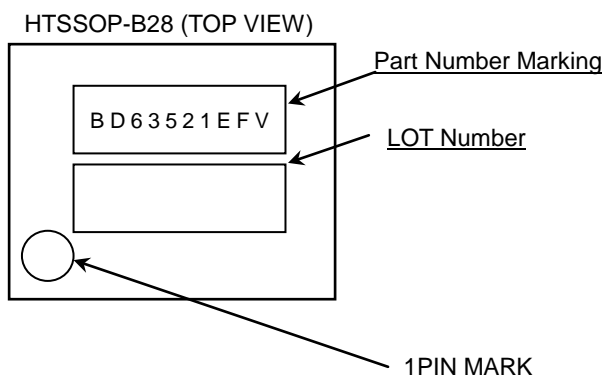 HTSSOP-B28 (TOP VIEW)
Part Number Marking
BD63521EFV
LOT Number
1PIN MARK